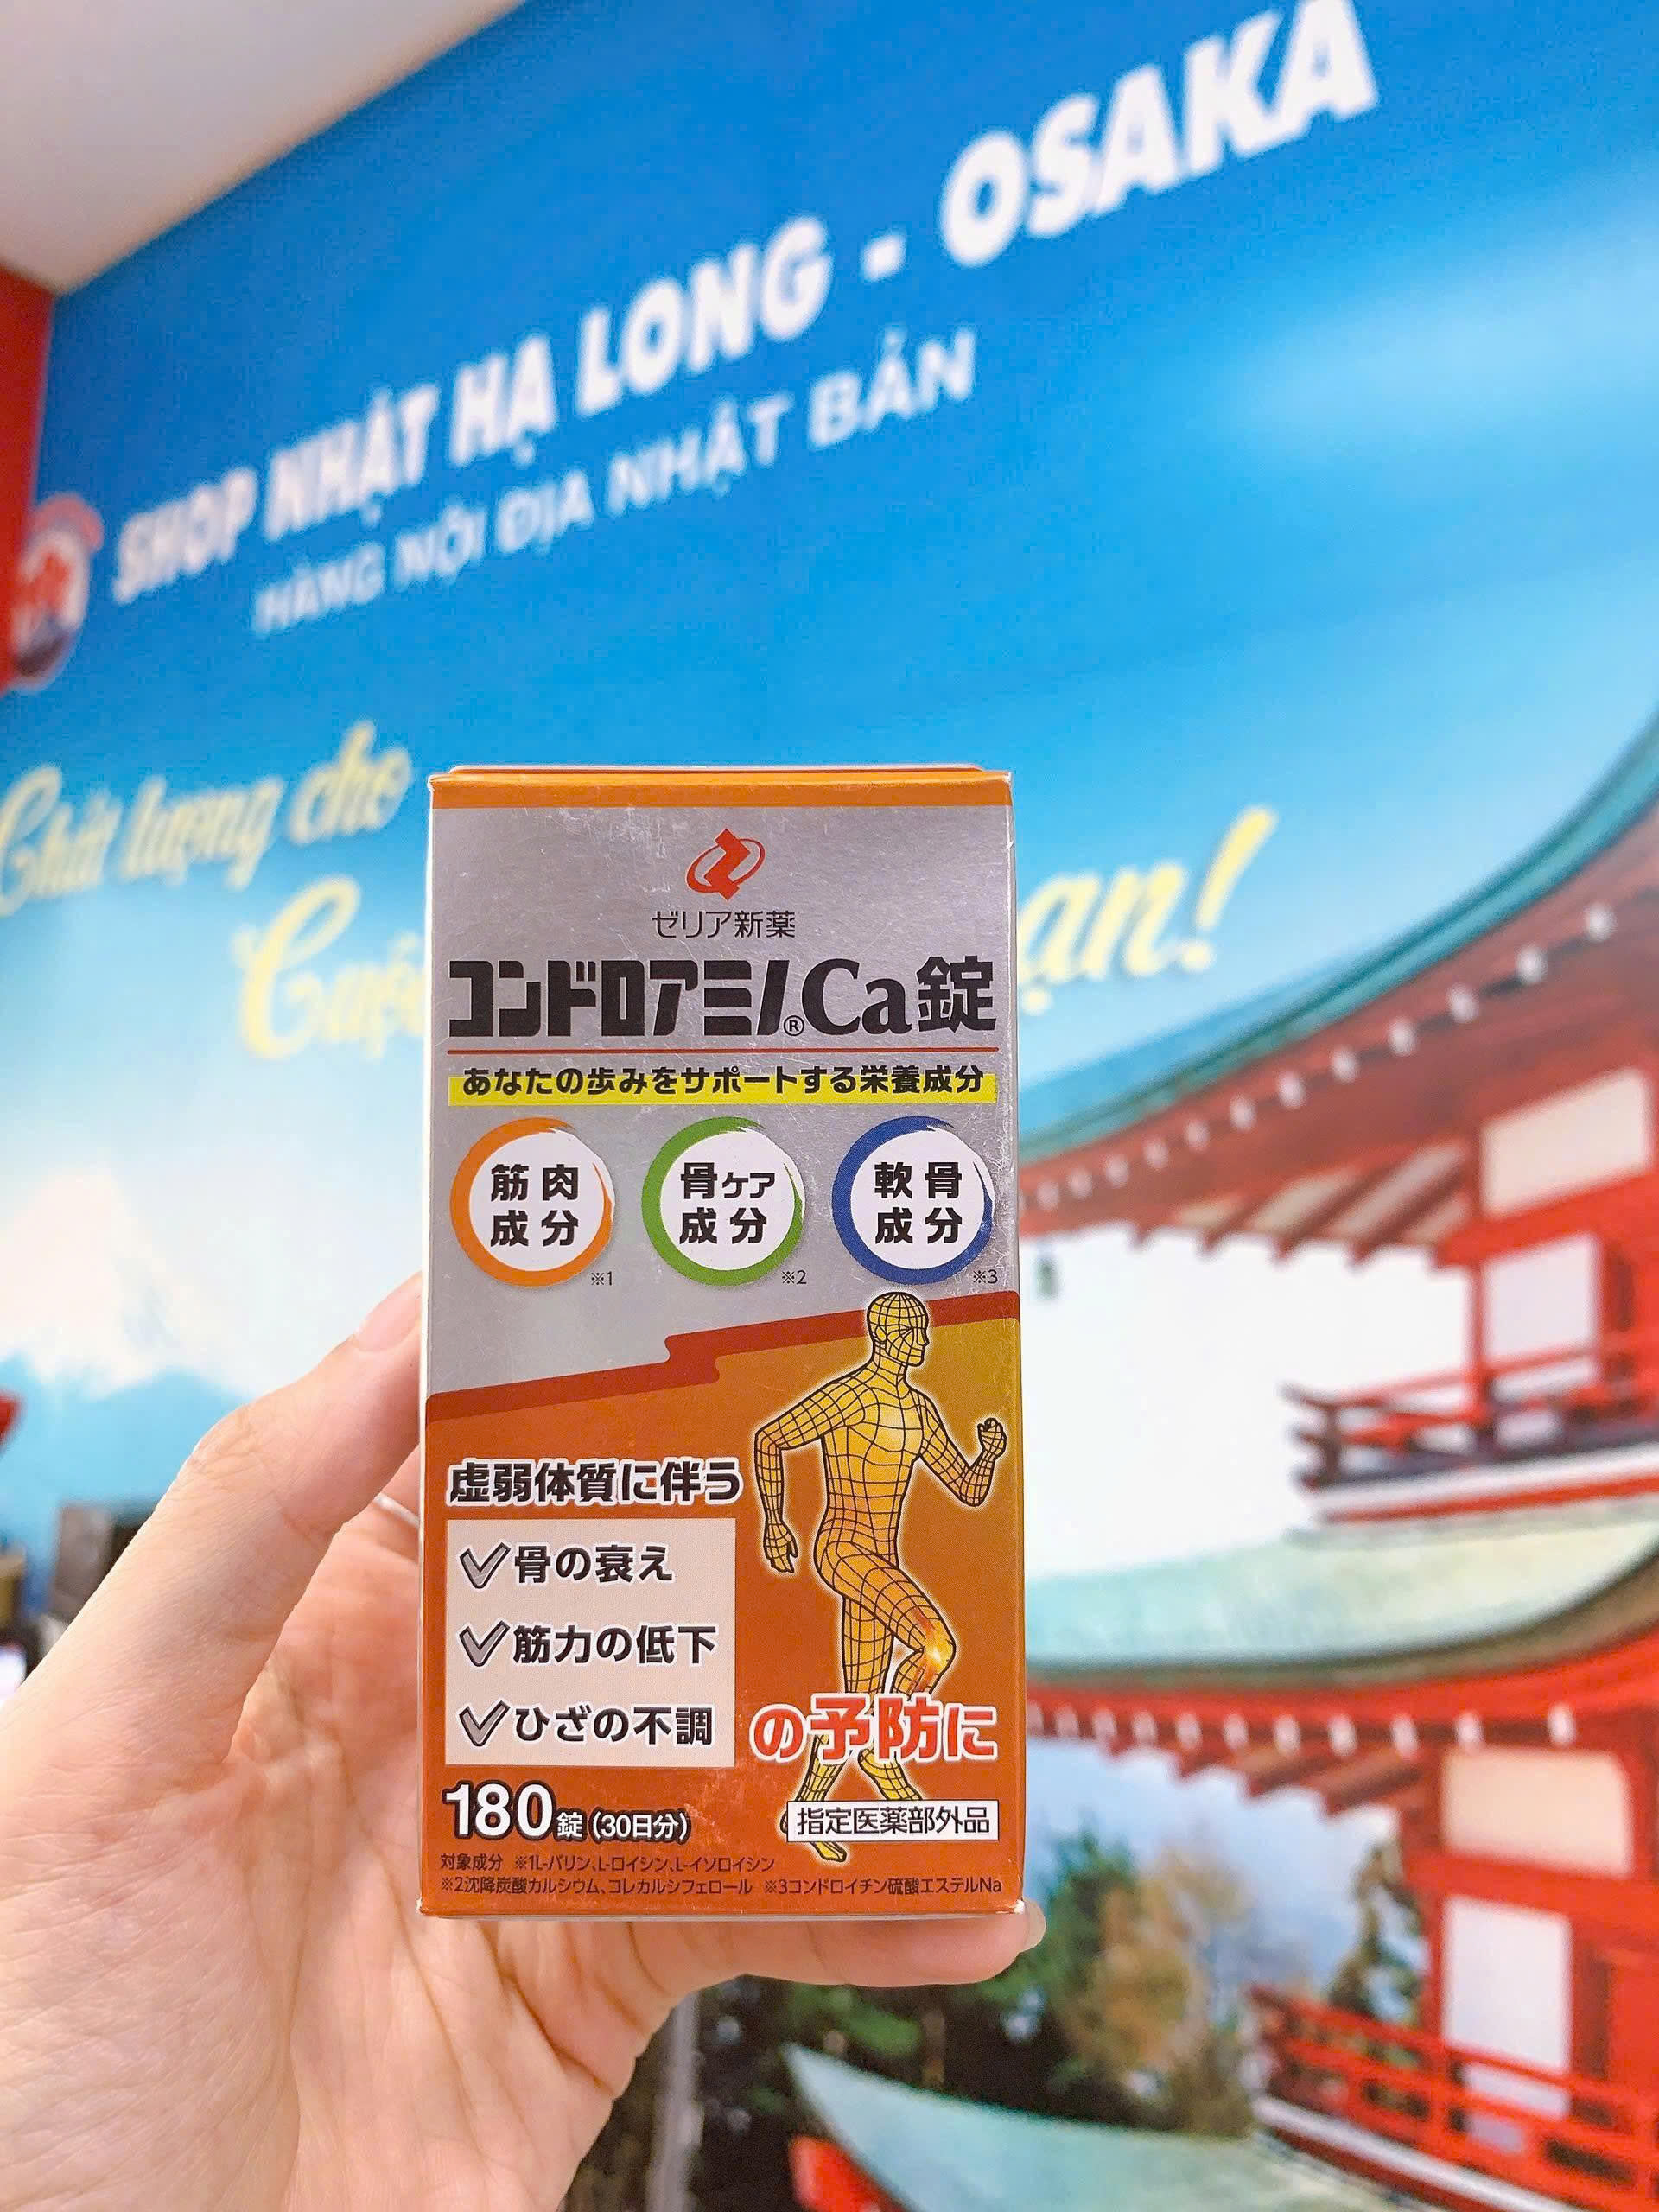 SHOP NHẬT HẠ LONG - OSAKA
HÀNG NỘI ĐỊA NHẬT BẢN
Chất lượng cho
ạn!
ゼリア新薬
コンドロアミノ®Ca錠
あなたの歩みをサポートする栄養成分
筋肉
成分
※1
骨ケア
成分
※2
軟骨
成分
※3
虚弱体質に伴う
骨の衰え
筋力の低下
ひざの不調
の予防に
180錠(30日分)
指定医薬部外品
対象成分 ※1L-バリン、L-ロイシン、L-イソロイシン
※2沈降炭酸カルシウム、コレカルシフェロール ※3コンドロイチン硫酸エステルNa